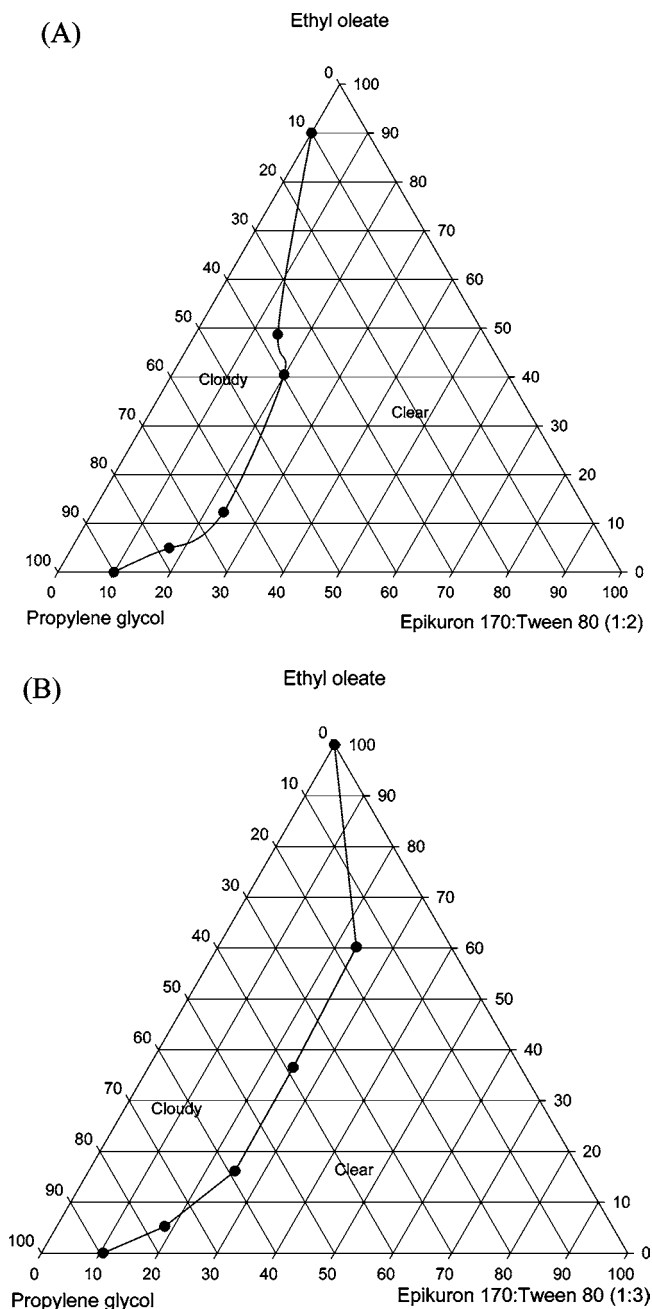 (A)
Ethyl oleate
0 100
10 90
20 80
30 70
40 60
50 50
60 Cloudy 40
Clear
70 30
80 20
90 10
100 0
0 10 20 30 40 50 60 70 80 90 100
Propylene glycol Epikuron 170:Tween 80 (1:2)
(B)
Ethyl oleate
0 100
10 90
20 80
30 70
40 60
50 50
60 40
70 30
Cloudy
80 20
Clear
90 10
100 0
0 10 20 30 40 50 60 70 80 90 100
Propylene glycol Epikuron 170:Tween 80 (1:3)